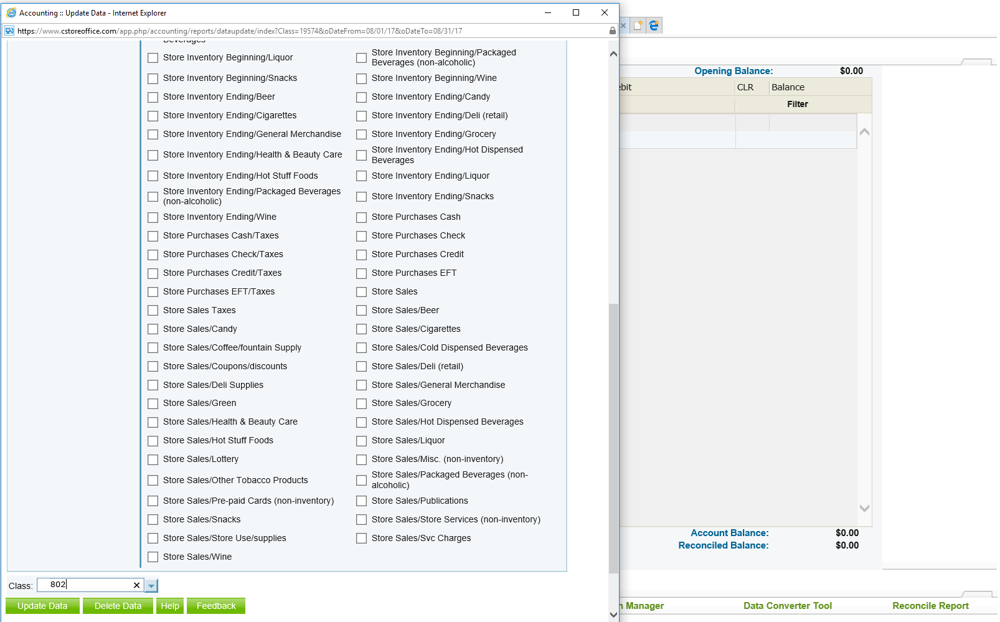 Accounting :: Update Data - Internet Explorer
https://www.cstoreoffice.com/app.php/accounting/reports/dataupdate/index?Class=19574&oDateFrom=08/01/17&oDateTo=08/31/17
Beverages
Store Inventory Beginning/Liquor
Store Inventory Beginning/Packaged
Beverages (non-alcoholic)
Store Inventory Beginning/Snacks
Store Inventory Beginning/Wine
Store Inventory Ending/Beer
Store Inventory Ending/Candy
Store Inventory Ending/Cigarettes
Store Inventory Ending/Deli (retail)
Store Inventory Ending/General Merchandise
Store Inventory Ending/Grocery
Store Inventory Ending/Health & Beauty Care
Store Inventory Ending/Hot Dispensed
Beverages
Store Inventory Ending/Hot Stuff Foods
Store Inventory Ending/Liquor
Store Inventory Ending/Packaged Beverages
(non-alcoholic)
Store Inventory Ending/Snacks
Store Inventory Ending/Wine
Store Purchases Cash
Store Purchases Cash/Taxes
Store Purchases Check
Store Purchases Check/Taxes
Store Purchases Credit
Store Purchases Credit/Taxes
Store Purchases EFT
Store Purchases EFT/Taxes
Store Sales
Store Sales Taxes
Store Sales/Beer
Store Sales/Candy
Store Sales/Cigarettes
Store Sales/Coffee/fountain Supply
Store Sales/Cold Dispensed Beverages
Store Sales/Coupons/discounts
Store Sales/Deli (retail)
Store Sales/Deli Supplies
Store Sales/General Merchandise
Store Sales/Green
Store Sales/Grocery
Store Sales/Health & Beauty Care
Store Sales/Hot Dispensed Beverages
Store Sales/Hot Stuff Foods
Store Sales/Liquor
Store Sales/Lottery
Store Sales/Misc. (non-inventory)
Store Sales/Other Tobacco Products
Store Sales/Packaged Beverages (non-
alcoholic)
Store Sales/Pre-paid Cards (non-inventory)
Store Sales/Publications
Store Sales/Snacks
Store Sales/Store Services (non-inventory)
Store Sales/Store Use/supplies
Store Sales/Svc Charges
Store Sales/Wine
Class: 802
Update Data Delete Data Help Feedback
Opening Balance: $0.00
ebit CLR Balance
Filter
Account Balance: $0.00
Reconciled Balance: $0.00
n Manager Data Converter Tool Reconcile Report